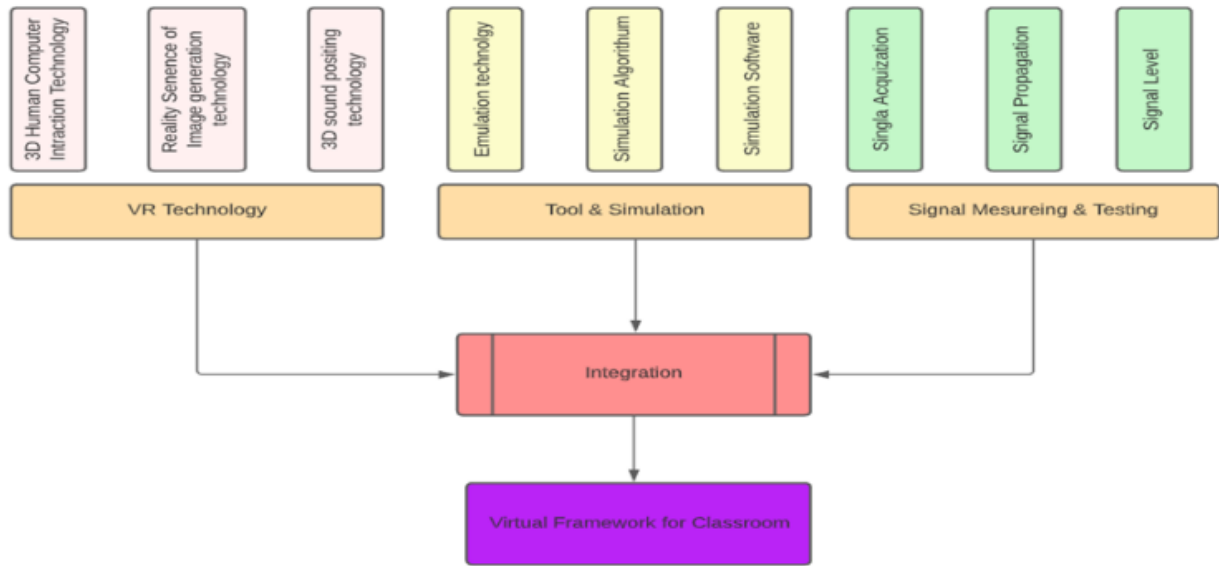 3D Human Computer
Intraction Technology
Reality Senence of
Image generation
technology
3D sound positing
technology
Emulation technolgy
Simulation Algorithum
Simulation Software
Singla Acquization
Signal Propagation
Signal Level
VR Technology
Tool & Simulation
Signal Mesureing & Testing
Integration
Virtual Framework for Classroom